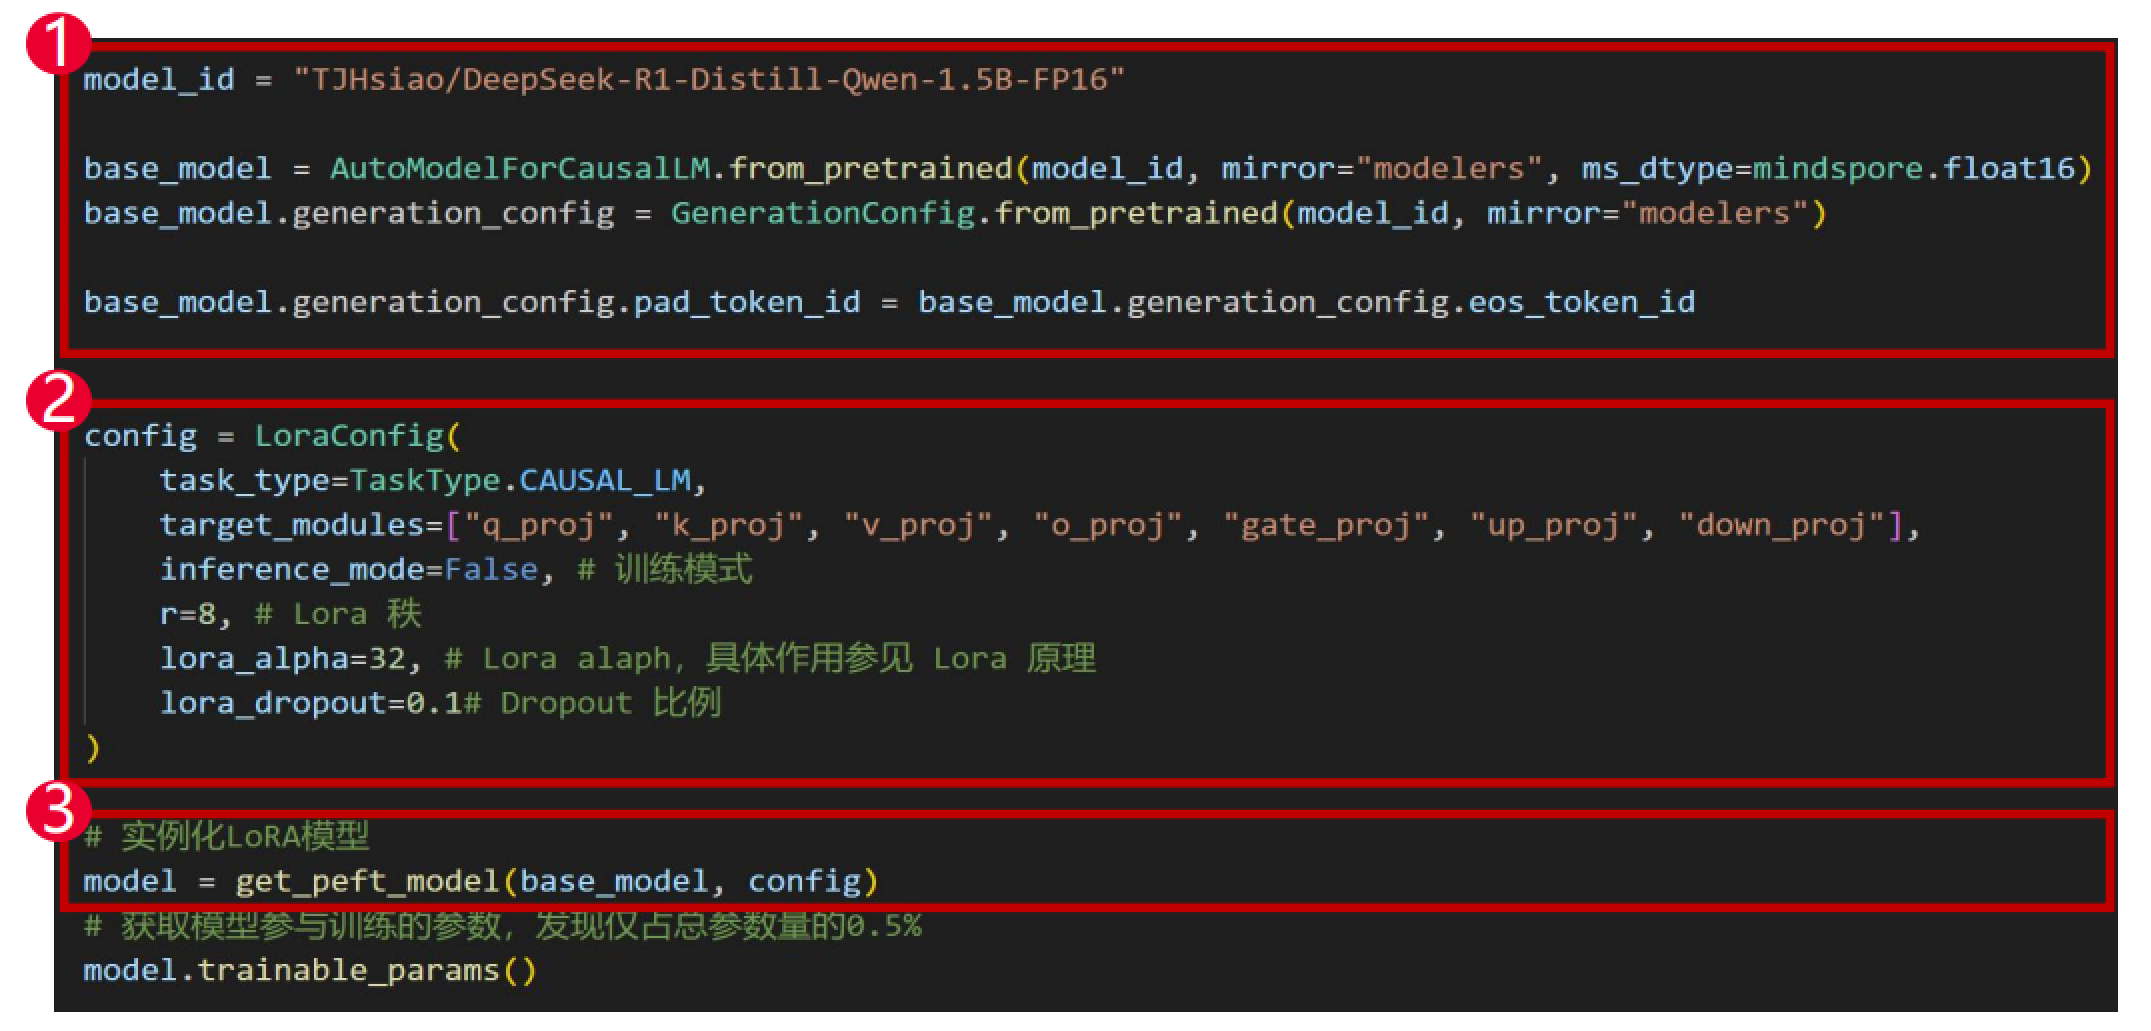 1
model_id = "TJHsiao/DeepSeek-R1-Distill-Qwen-1.5B-FP16"
base_model = AutoModelForCausalLM.from_pretrained(model_id, mirror="modelers", ms_dtype=mindspore.float16)
base_model.generation_config = GenerationConfig.from_pretrained(model_id, mirror="modelers")
base_model.generation_config.pad_token_id = base_model.generation_config.eos_token_id
2
config = LoraConfig(
    task_type=TaskType.CAUSAL_LM,
    target_modules=["q_proj", "k_proj", "v_proj", "o_proj", "gate_proj", "up_proj", "down_proj"],
    inference_mode=False, # 训练模式
    r=8, # Lora 秩
    lora_alpha=32, # Lora alaph, 具体作用参见 Lora 原理
    lora_dropout=0.1# Dropout 比例
)
3
# 实例化LoRA模型
model = get_peft_model(base_model, config)
# 获取模型参与训练的参数, 发现仅占总参数量的0.5%
model.trainable_params()